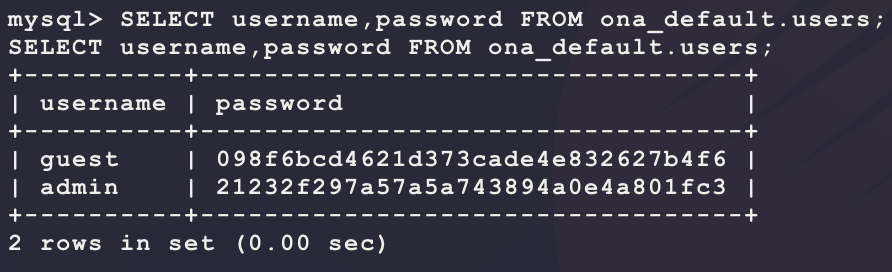 mysql> SELECT username,password FROM ona_default.users;
SELECT username,password FROM ona_default.users;
+----------+----------------------------------+
| username | password                         |
+----------+----------------------------------+
| guest    | 098f6bcd4621d373cade4e832627b4f6 |
| admin    | 21232f297a57a5a743894a0e4a801fc3 |
+----------+----------------------------------+
2 rows in set (0.00 sec)